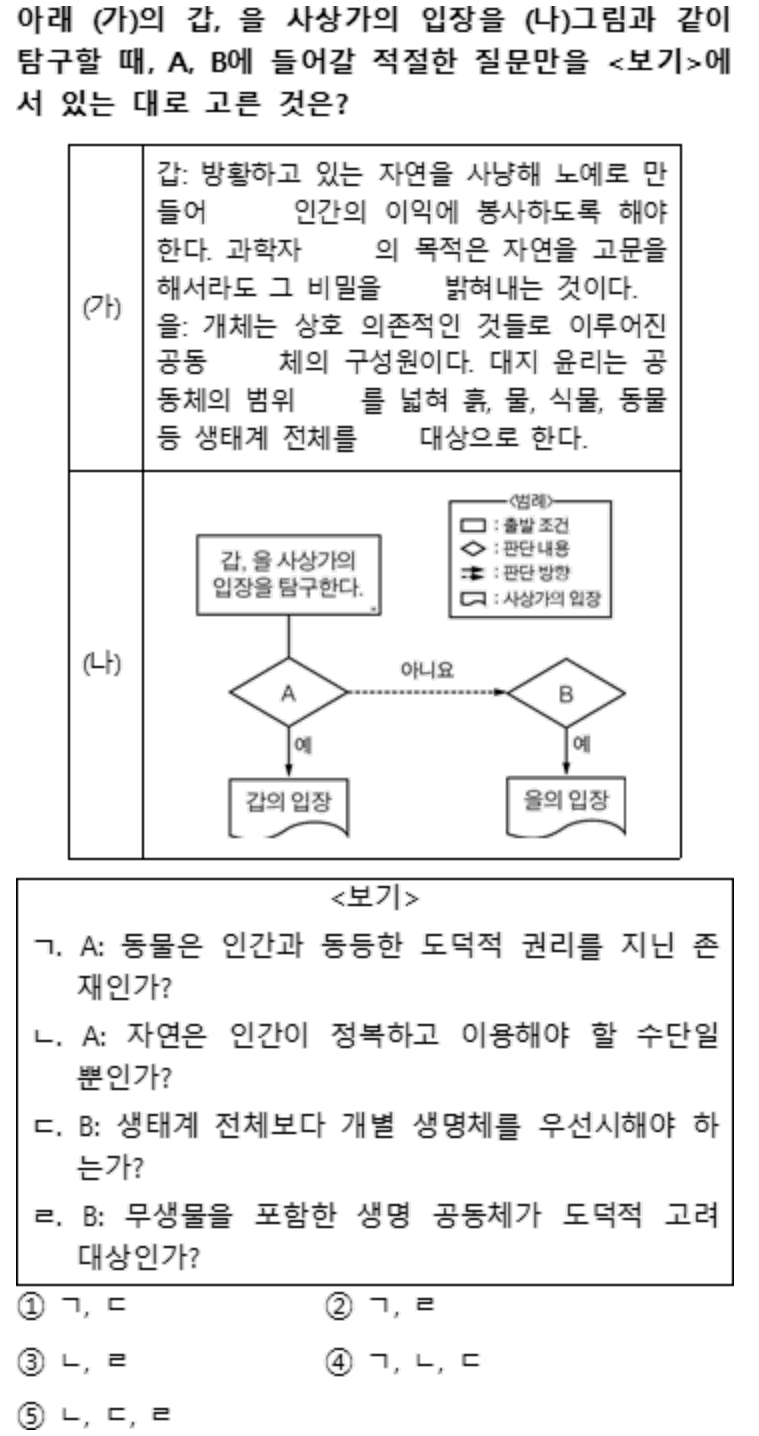 아래 (가)의 갑, 을 사상가의 입장을 (나)그림과 같이
탐구할 때, A, B에 들어갈 적절한 질문만을 <보기>에
서 있는 대로 고른 것은?
(가)
갑: 방황하고 있는 자연을 사냥해 노예로 만
들어 인간의 이익에 봉사하도록 해야
한다. 과학자 의 목적은 자연을 고문을
해서라도 그 비밀을 밝혀내는 것이다.
을: 개체는 상호 의존적인 것들로 이루어진
공동 체의 구성원이다. 대지 윤리는 공
동체의 범위 를 넓혀 흙, 물, 식물, 동물
등 생태계 전체를 대상으로 한다.
(나)
갑, 을 사상가의
입장을 탐구한다.
<범례>
: 출발 조건
: 판단 내용
: 판단 방향
: 사상가의 입장
A
아니요
B
예
예
갑의 입장
을의 입장
<보기>
ㄱ. A: 동물은 인간과 동등한 도덕적 권리를 지닌 존
재인가?
ㄴ. A: 자연은 인간이 정복하고 이용해야 할 수단일
뿐인가?
ㄷ. B: 생태계 전체보다 개별 생명체를 우선시해야 하
는가?
ㄹ. B: 무생물을 포함한 생명 공동체가 도덕적 고려
대상인가?
① ㄱ, ㄷ ② ㄱ, ㄹ
③ ㄴ, ㄹ ④ ㄱ, ㄴ, ㄷ
⑤ ㄴ, ㄷ, ㄹ